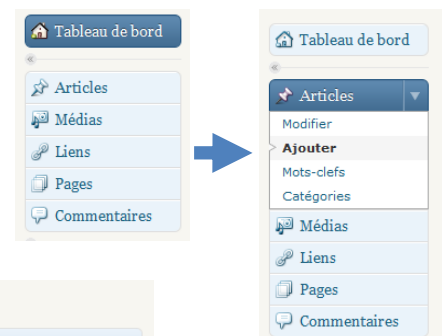 Tableau de bord
Articles
Médias
Liens
Pages
Commentaires
Tableau de bord
Articles
Modifier
Ajouter
Mots-clefs
Catégories
Médias
Liens
Pages
Commentaires